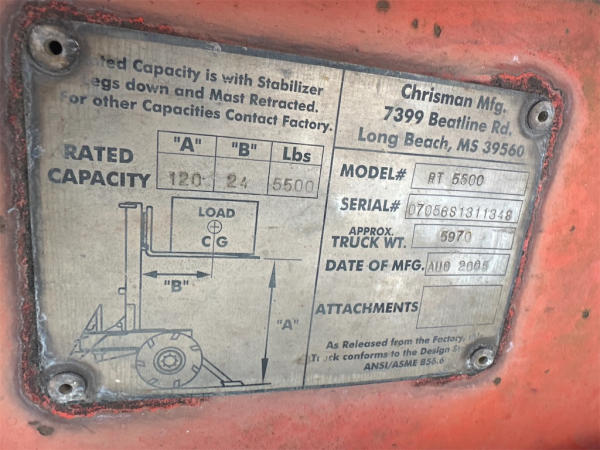 Rated Capacity is with Stabilizer
Legs down and Mast Retracted.
For other Capacities Contact Factory.
RATED CAPACITY
"A" "B" Lbs
120 24 5500
LOAD
CG
"B"
"A"
Chrisman Mfg.
7399 Beatline Rd.
Long Beach, MS 39560
MODEL# RT 5500
SERIAL# 07056S1311348
APPROX.
TRUCK WT. 5970
DATE OF MFG. AUG 2005
ATTACHMENTS
As Released from the Factory,
Truck conforms to the Design
ANSI/ASME B56.6